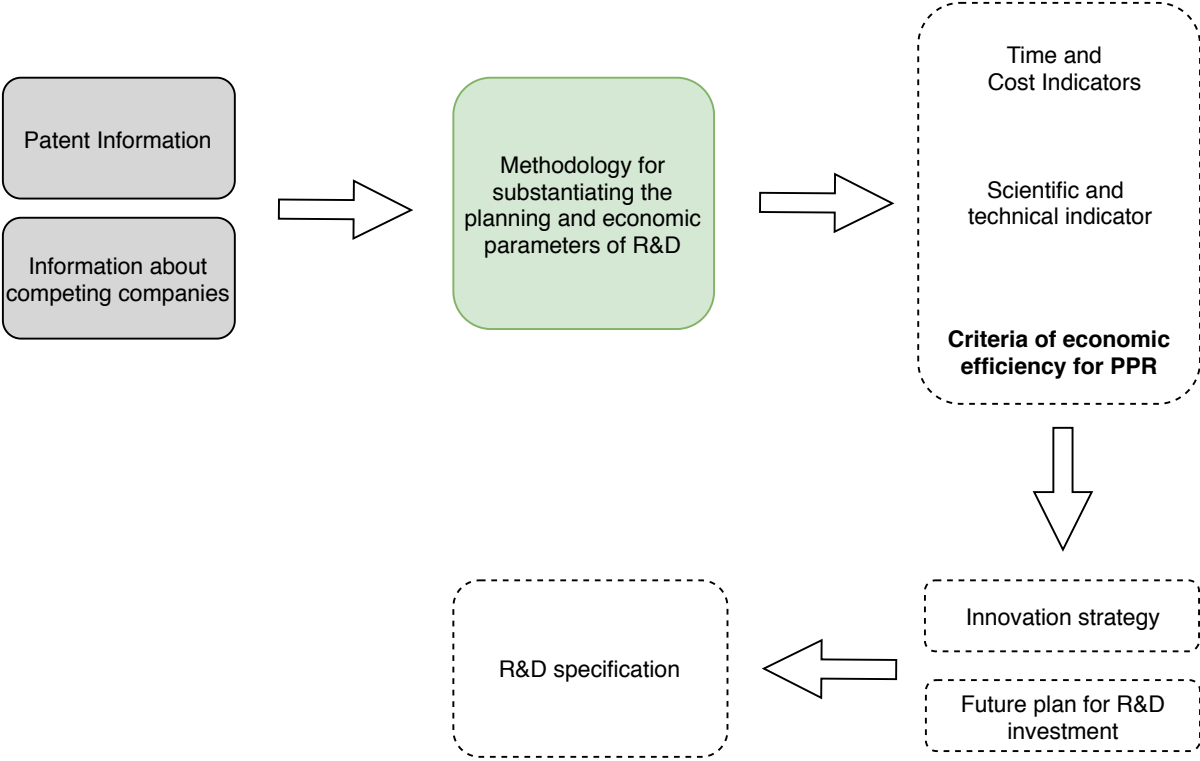 Patent Information
Information about
competing companies
Methodology for
substantiating the
planning and economic
parameters of R&D
Time and
Cost Indicators
Scientific and
technical indicator
Criteria of economic
efficiency for PPR
Innovation strategy
Future plan for R&D
investment
R&D specification